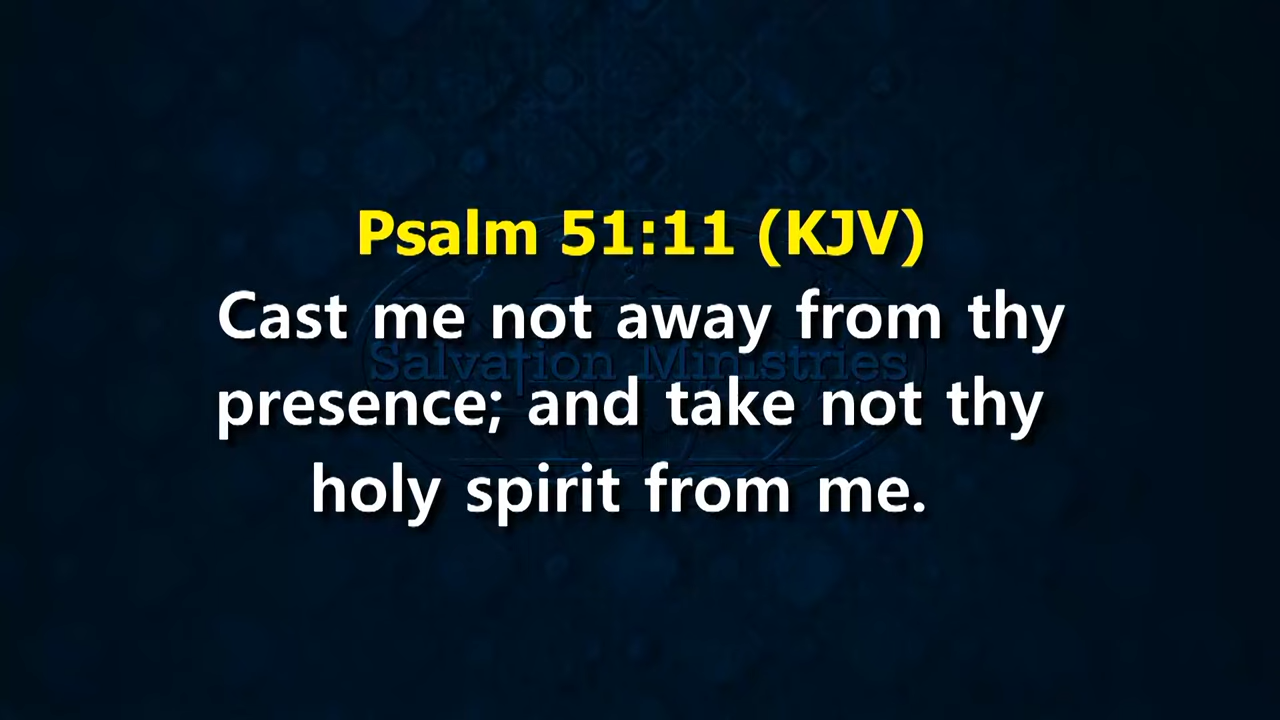 Psalm 51:11 (KJV)
Cast me not away from thy
Salvation Ministries
presence; and take not thy
holy spirit from me.